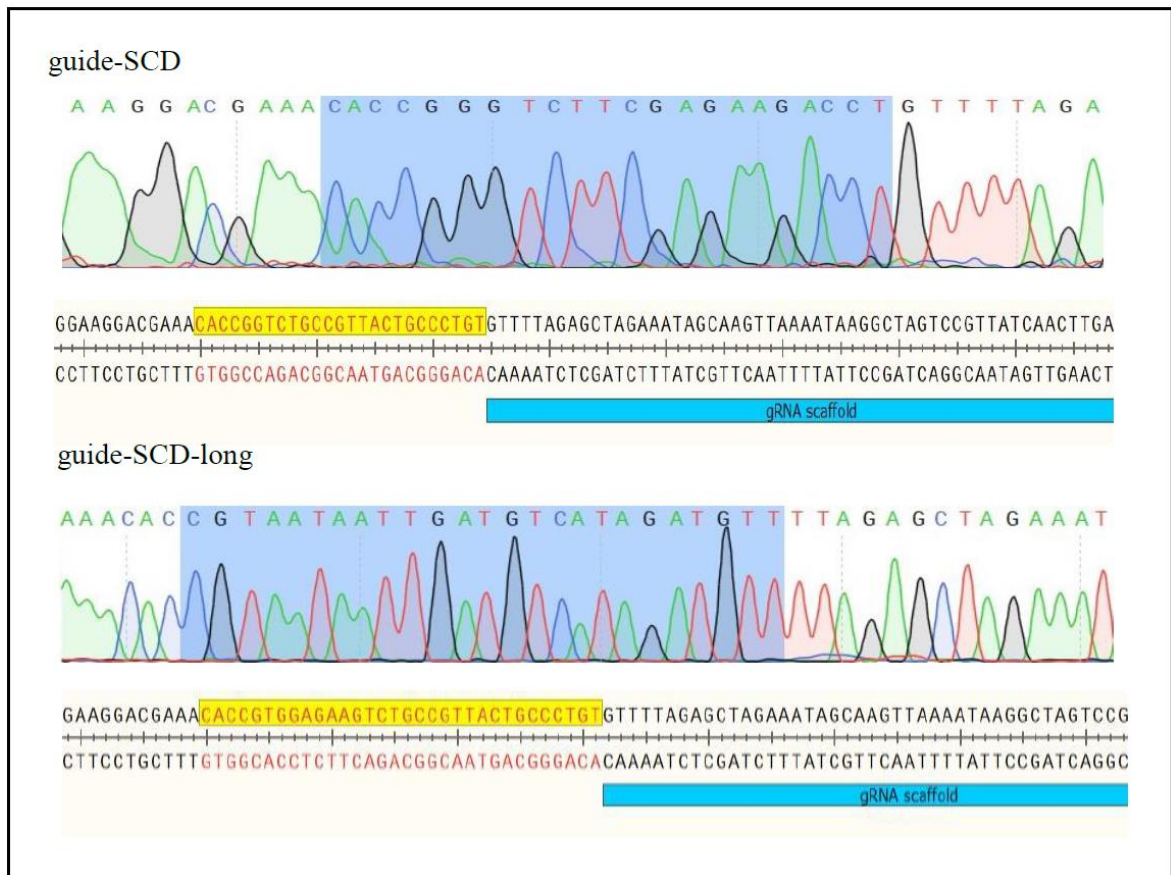 guide-SCD
A A G G A C G A A A C A C C G G G T C T T C G A G A A G A C C T G T T T T A G A
GGAAGGACGAAACACCGGTCTGCCGTTACTGCCCTGTGTTTTAGAGCTAGAAATAGCAAGTTAAAATAAGGCTAGTCCGTTATCAACTTGA
CCTTCCTGCTTTGTGGCCAGACGGCAATGACGGGACACAAAATCTCGATCTTTATCGTTCAATTTTATTCCGATCAGGCAATAGTTGAACT
gRNA scaffold
guide-SCD-long
A A A C A C C G T A A T A A T T G A T G T C A T A G A T G T T T T A G A G C T A G A A A T
GAAGGACGAAACACCGTGGAGAAGTCTGCCGTTACTGCCCTGTGTTTTAGAGCTAGAAATAGCAAGTTAAAATAAGGCTAGTCCG
CTTCCTGCTTTGTGGCACCTCTTCAGACGGCAATGACGGGACACAAAATCTCGATCTTTATCGTTCAATTTTATTCCGATCAGGC
gRNA scaffold